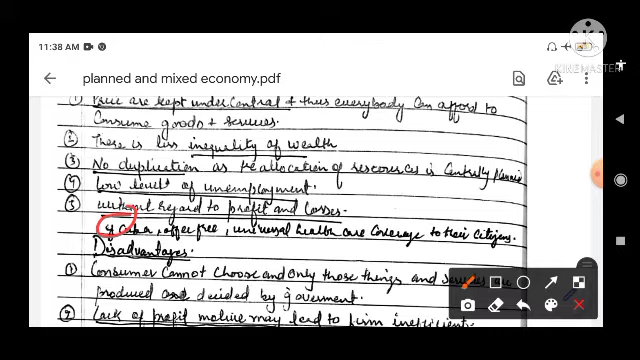 11:38 AM
KINEMASTER
planned and mixed economy.pdf
① Price are kept under control & thus everybody can afford to
consume goods & services.
② There is less inequality of wealth
③ No duplication as reallocation of resources is centrally planned
④ Low levels of unemployment
⑤ without regard to profit and losses.
offer free, universal health care coverage to their citizens.
Disadvantages.
① Consumer cannot choose and only those things and services are
produced decided by government.
② Lack of profit motive may lead to firm inefficient.